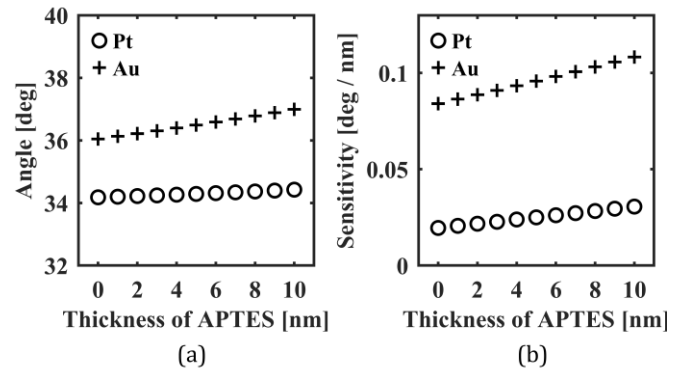 40
38
36
34
32
Angle [deg]
Pt
Au
0 2 4 6 8 10
Thickness of APTES [nm]
(a)
0.1
0.05
0
Sensitivity [deg / nm]
Pt
Au
0 2 4 6 8 10
Thickness of APTES [nm]
(b)